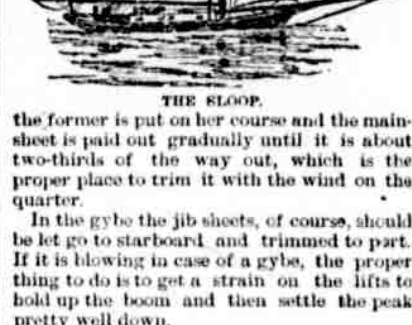 THE SLOOP.
the former is put on her course and the main-
sheet is paid out gradually until it is about
two-thirds of the way out, which is the
proper place to trim it with the wind on the
quarter.
In the gybe the jib sheets, of course, should
be let go to starboard and trimmed to part.
If it is blowing in case of a gybe, the proper
thing to do is to get a strain on the lifts to
hold up the boom and then settle the peak
pretty well down.